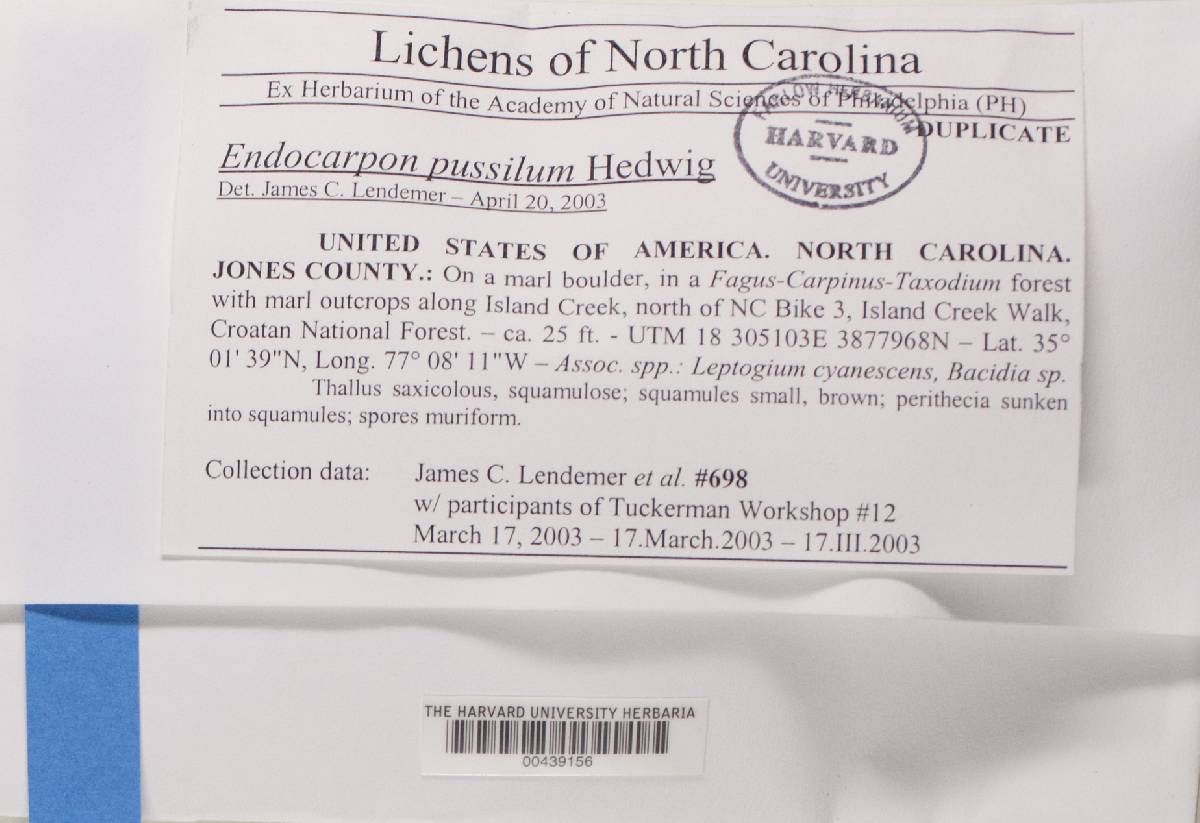 Lichens of North Carolina
Ex Herbarium of the Academy of Natural Sciences of Philadelphia (PH)
DUPLICATE
FARLOW HERBARIUM
HARVARD
UNIVERSITY
Endocarpon pussilum Hedwig
Det. James C. Lendemer – April 20, 2003
UNITED STATES OF AMERICA. NORTH CAROLINA.
JONES COUNTY.: On a marl boulder, in a Fagus-Carpinus-Taxodium forest
with marl outcrops along Island Creek, north of NC Bike 3, Island Creek Walk,
Croatan National Forest. – ca. 25 ft. - UTM 18 305103E 3877968N – Lat. 35°
01' 39"N, Long. 77° 08' 11"W – Assoc. spp.: Leptogium cyanescens, Bacidia sp.
Thallus saxicolous, squamulose; squamules small, brown; perithecia sunken
into squamules; spores muriform.
Collection data: James C. Lendemer et al. #698
w/ participants of Tuckerman Workshop #12
March 17, 2003 – 17.March.2003 – 17.III.2003
THE HARVARD UNIVERSITY HERBARIA
00439156